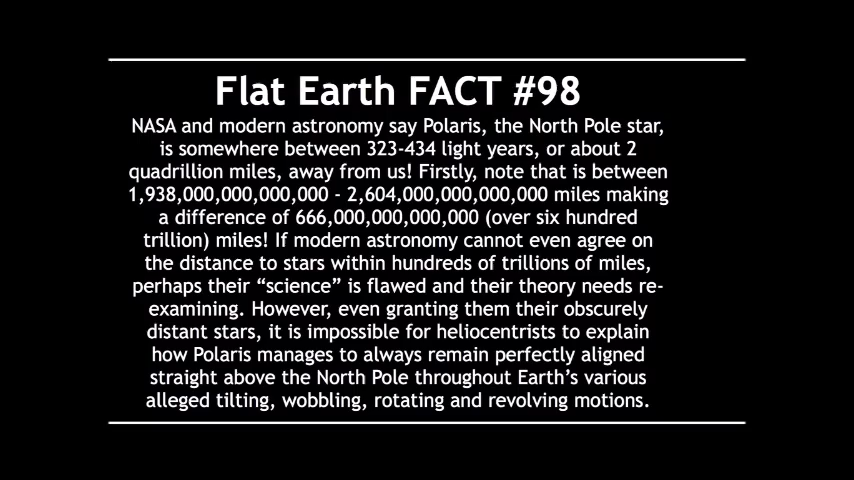 Flat Earth FACT #98
NASA and modern astronomy say Polaris, the North Pole star,
is somewhere between 323-434 light years, or about 2
quadrillion miles, away from us! Firstly, note that is between
1,938,000,000,000,000 - 2,604,000,000,000,000 miles making
a difference of 666,000,000,000,000 (over six hundred
trillion) miles! If modern astronomy cannot even agree on
the distance to stars within hundreds of trillions of miles,
perhaps their “science” is flawed and their theory needs re-
examining. However, even granting them their obscurely
distant stars, it is impossible for heliocentrists to explain
how Polaris manages to always remain perfectly aligned
straight above the North Pole throughout Earth’s various
alleged tilting, wobbling, rotating and revolving motions.